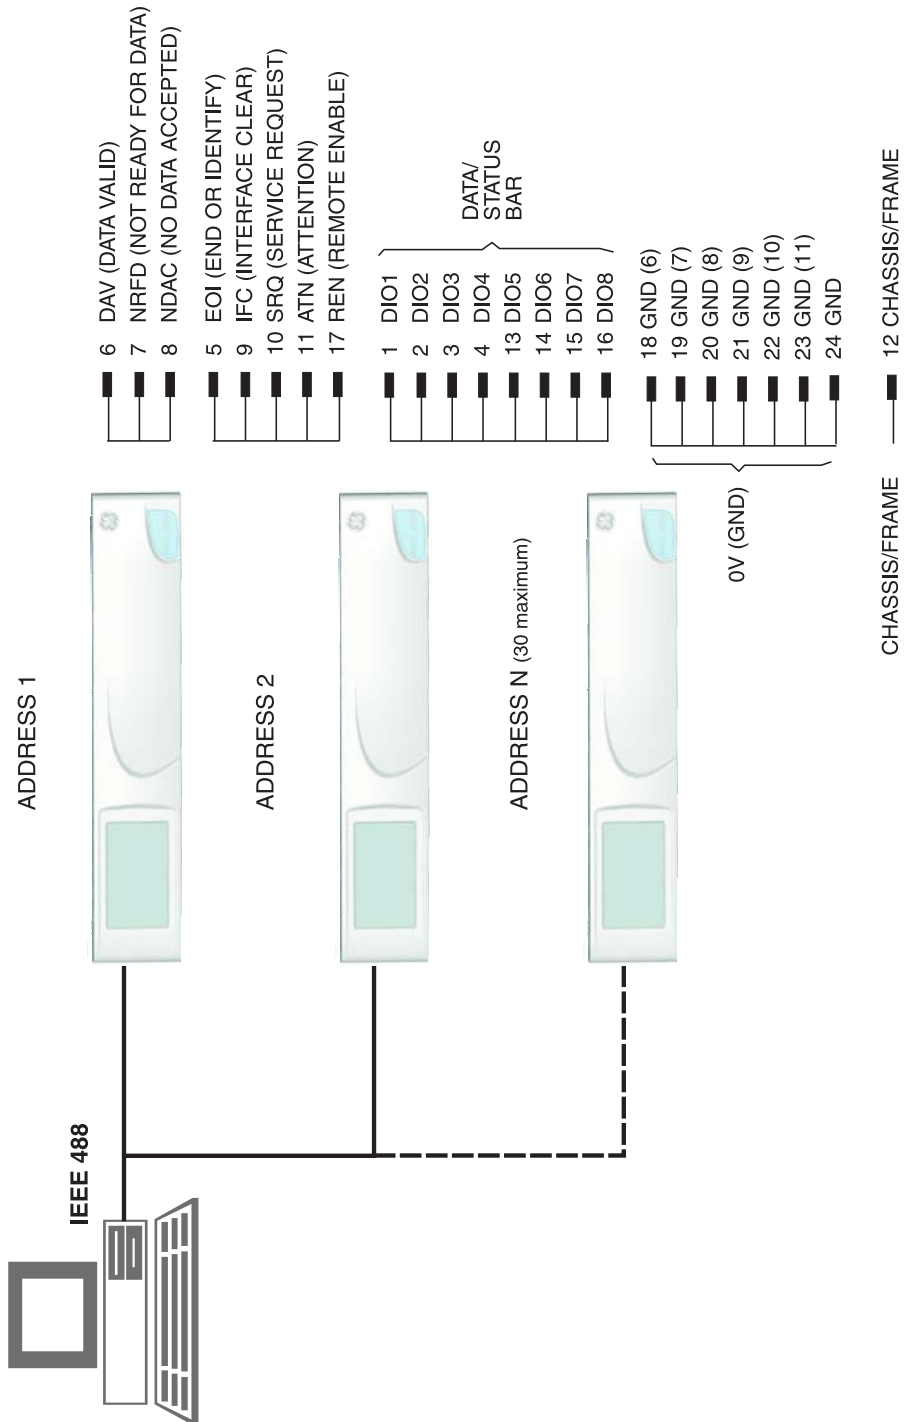 IEEE 488
ADDRESS 1
ADDRESS 2
ADDRESS N (30 maximum)
6 DAV (DATA VALID)
7 NRFD (NOT READY FOR DATA)
8 NDAC (NO DATA ACCEPTED)
5 EOI (END OR IDENTIFY)
9 IFC (INTERFACE CLEAR)
10 SRQ (SERVICE REQUEST)
11 ATN (ATTENTION)
17 REN (REMOTE ENABLE)
1 DIO1
2 DIO2
3 DIO3
4 DIO4
13 DIO5
14 DIO6
15 DIO7
16 DIO8
DATA/
STATUS
BAR
0V (GND)
18 GND (6)
19 GND (7)
20 GND (8)
21 GND (9)
22 GND (10)
23 GND (11)
24 GND
CHASSIS/FRAME
12 CHASSIS/FRAME